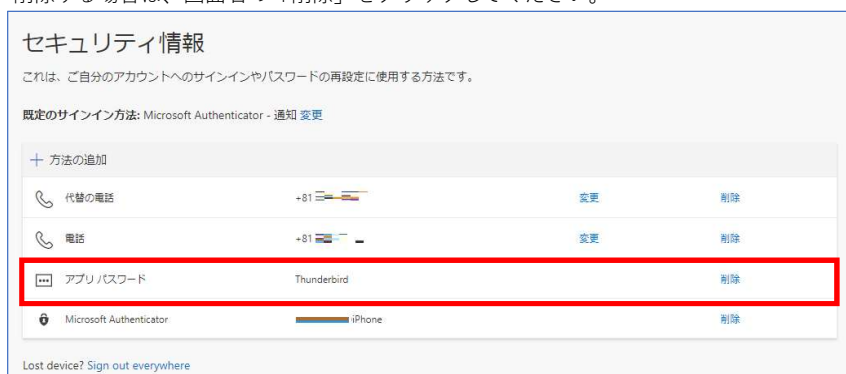 削除する場合は、画面右の「削除」をクリックしてください。
セキュリティ情報
これは、ご自分のアカウントへのサインインやパスワードの再設定に使用する方法です。
既定のサインイン方法: Microsoft Authenticator - 通知 変更
+ 方法の追加
代替の電話 +81 変更 削除
電話 +81 変更 削除
アプリ パスワード Thunderbird 削除
Microsoft Authenticator iPhone 削除
Lost device? Sign out everywhere